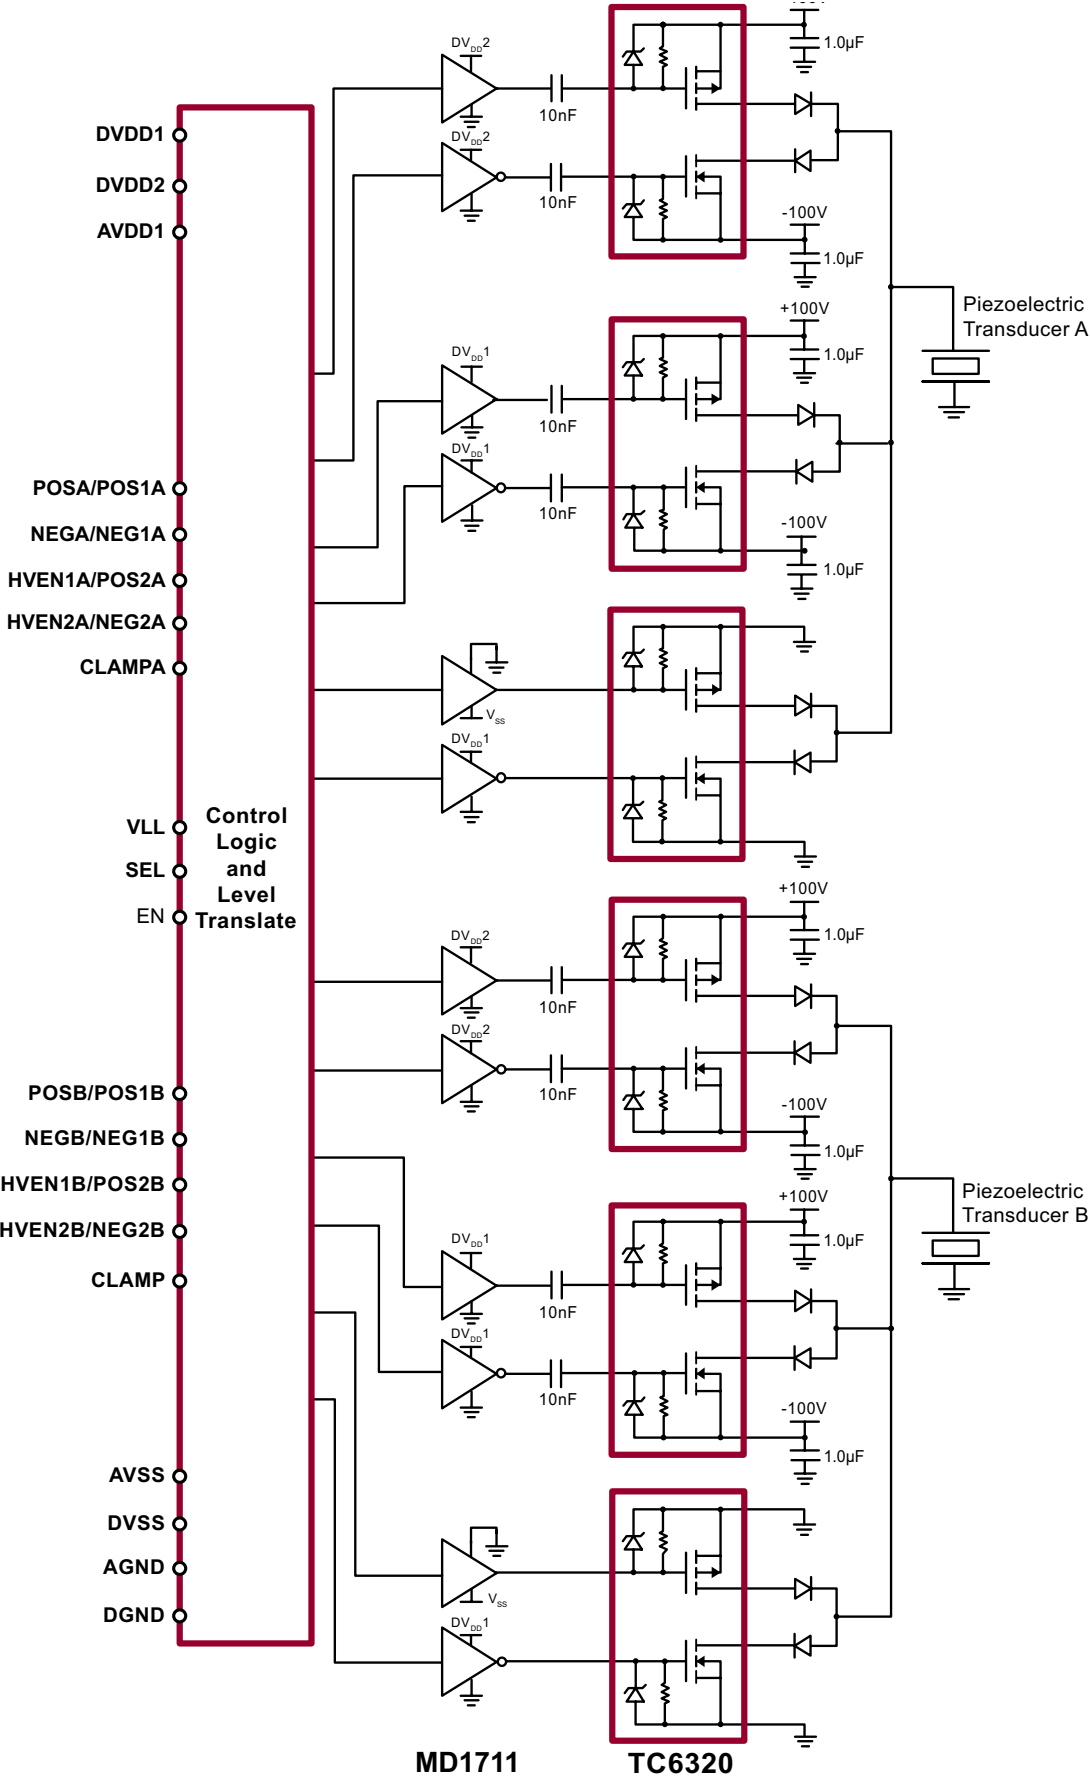 1.0µF
DVDD2
10nF
DVDD2
10nF
-100V
1.0µF
DVDD1
DVDD2
AVDD1
Piezoelectric
Transducer A
+100V
1.0µF
DVDD1
10nF
DVDD1
10nF
-100V
1.0µF
POSA/POS1A
NEGA/NEG1A
HVEN1A/POS2A
HVEN2A/NEG2A
CLAMPA
VSS
DVDD1
VLL
SEL
EN
Control
Logic
and
Level
Translate
+100V
1.0µF
DVDD2
10nF
DVDD2
10nF
-100V
1.0µF
POSB/POS1B
NEGB/NEG1B
HVEN1B/POS2B
HVEN2B/NEG2B
CLAMP
Piezoelectric
Transducer B
+100V
1.0µF
DVDD1
10nF
DVDD1
10nF
-100V
1.0µF
AVSS
DVSS
AGND
DGND
VSS
DVDD1
MD1711
TC6320